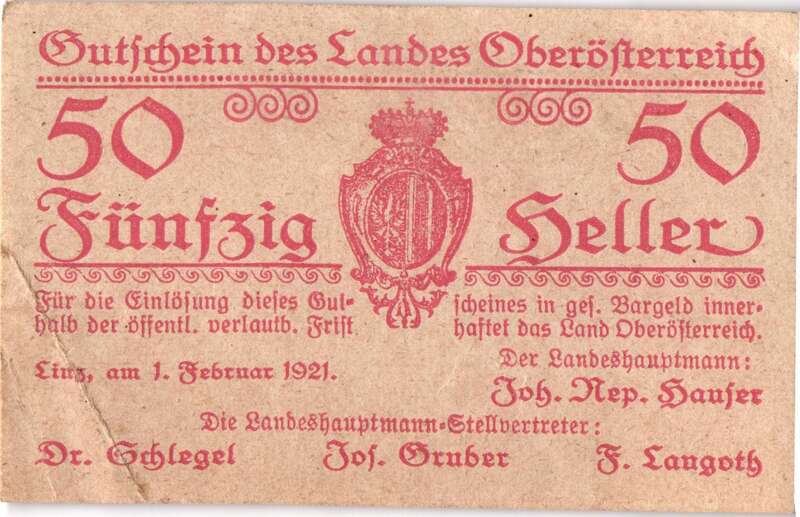 Gutschein des Landes Oberösterreich
50 50
Fünfzig Heller
Für die Einlösung dieses Gut-
scheines in ges. Bargeld inner-
halb der öffentl. verlautb. Frist
haftet das Land Oberösterreich.
Linz, am 1. Februar 1921.
Der Landeshauptmann:
Joh. Nep. Hauser
Die Landeshauptmann-Stellvertreter:
Dr. Schlegel Jos. Gruber F. Langoth